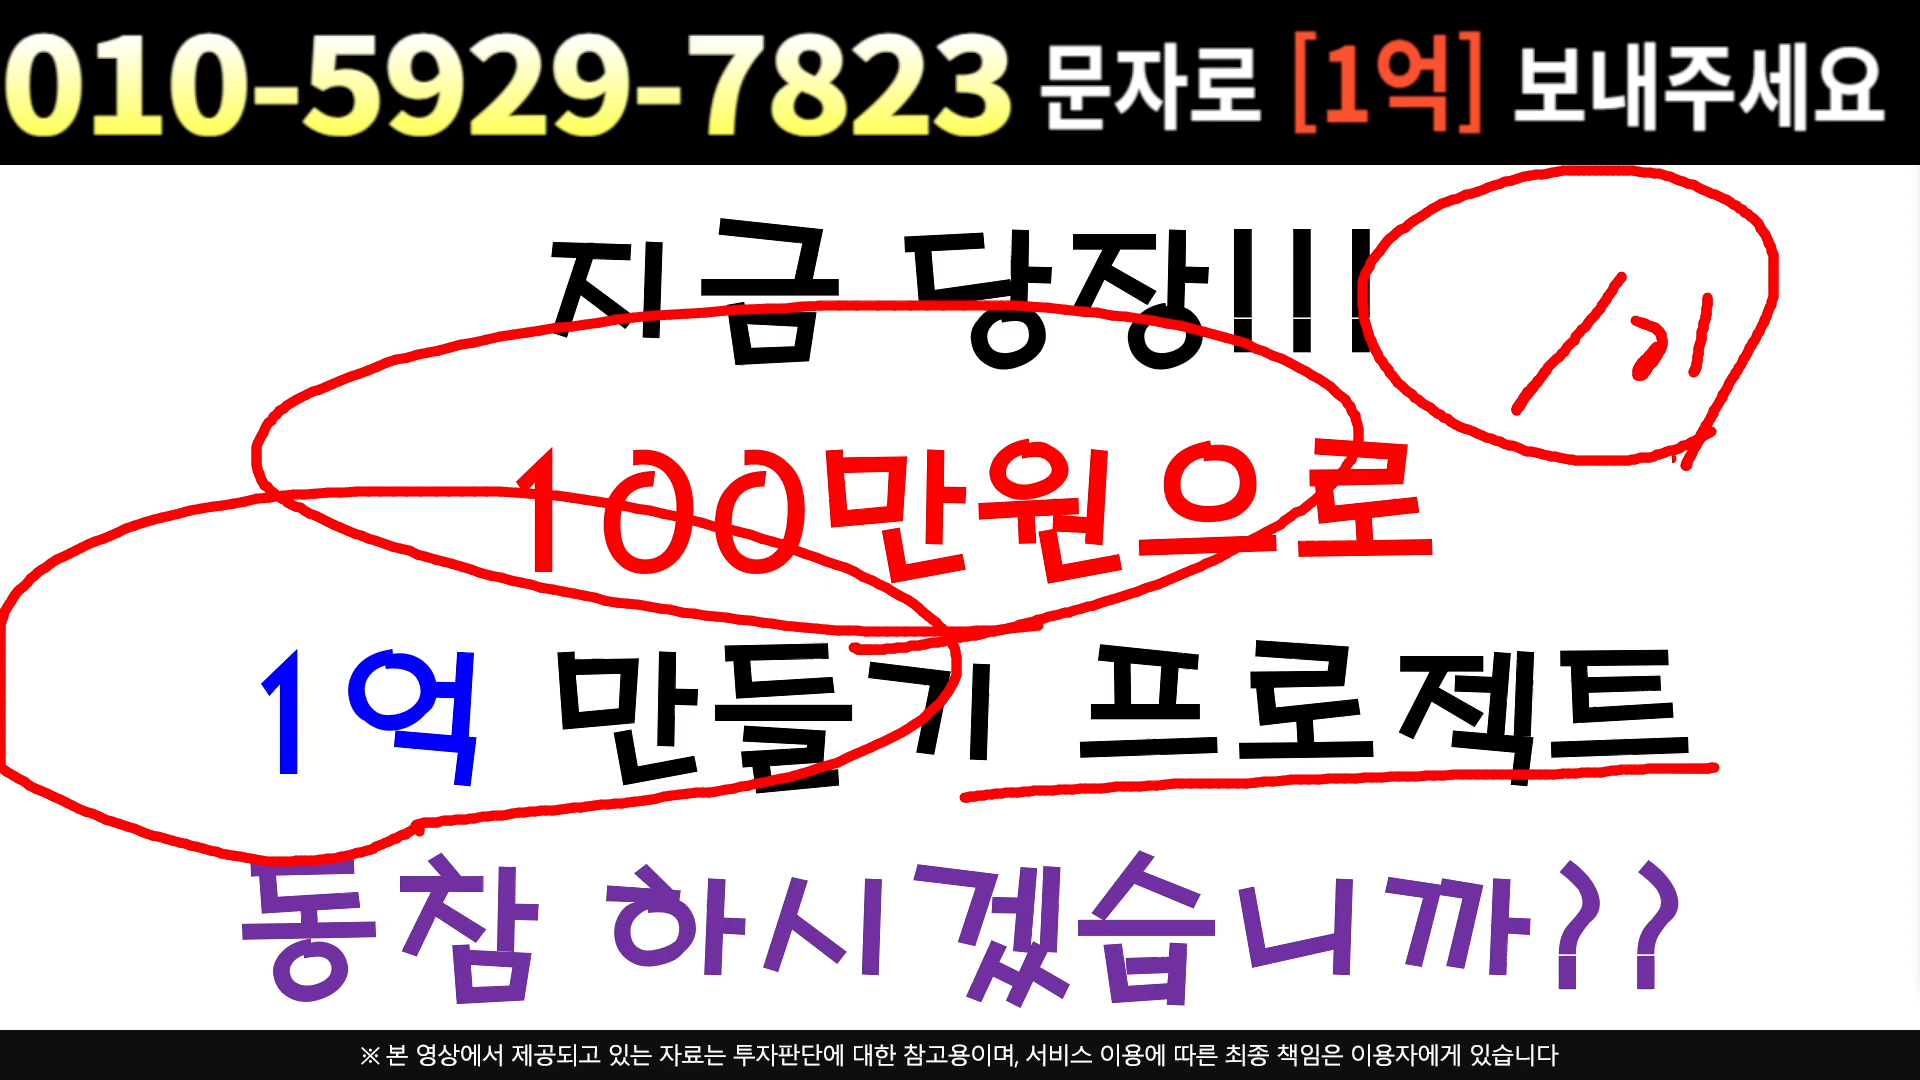 010-5929-7823 문자로 [1억] 보내주세요
지금 당장!!!
100만원으로
1억 만들기 프로젝트
동참 하시겠습니까??
※ 본 영상에서 제공되고 있는 자료는 투자판단에 대한 참고용이며, 서비스 이용에 따른 최종 책임은 이용자에게 있습니다